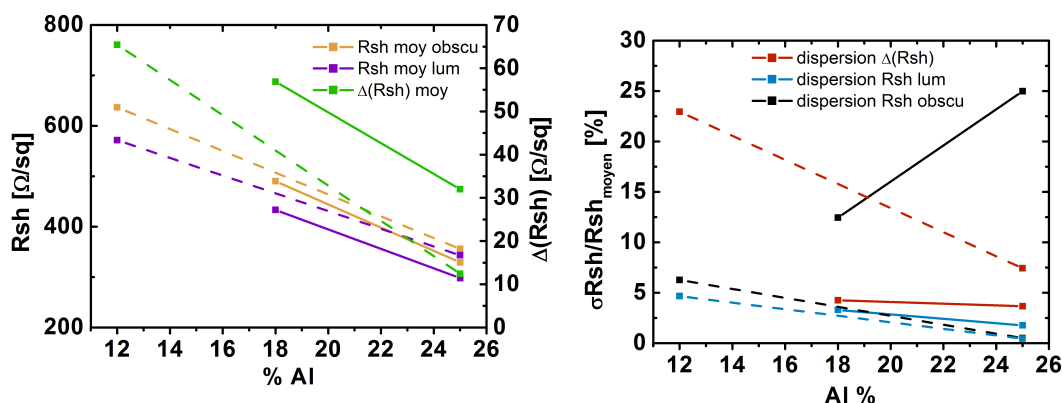 800
600
400
200
Rsh [Ω/sq]
70
60
50
40
30
20
10
0
Δ(Rsh) [Ω/sq]
Rsh moy obscu
Rsh moy lum
Δ(Rsh) moy
12 14 16 18 20 22 24 26
% Al
30
25
20
15
10
5
0
σRsh/Rshmoyen [%]
dispersion Δ(Rsh)
dispersion Rsh lum
dispersion Rsh obscu
12 14 16 18 20 22 24 26
Al %